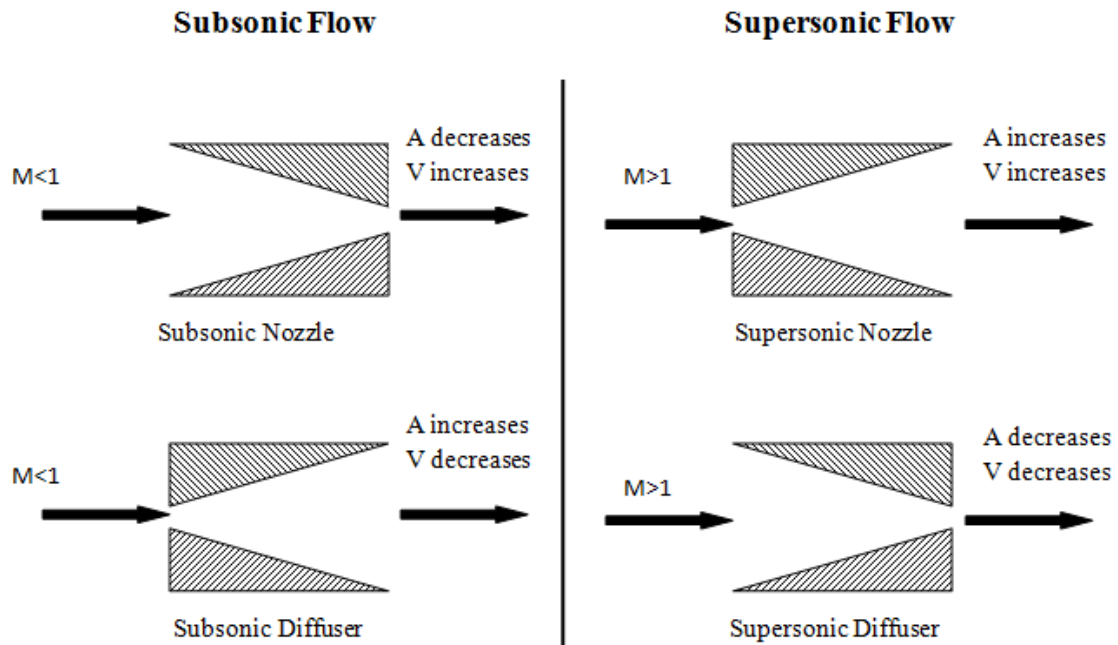 Subsonic Flow
M<1
A decreases
V increases
Subsonic Nozzle
M<1
A increases
V decreases
Subsonic Diffuser
Supersonic Flow
M>1
A increases
V increases
Supersonic Nozzle
M>1
A decreases
V decreases
Supersonic Diffuser